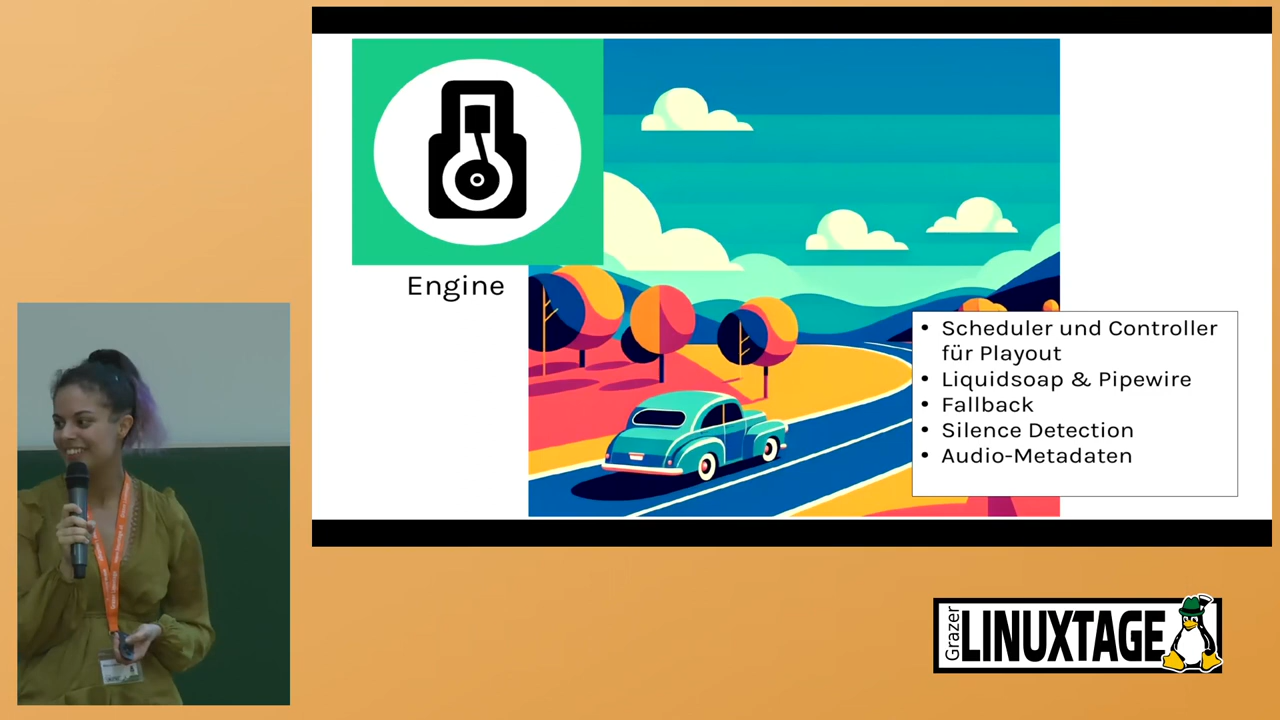 Engine
• Scheduler und Controller
für Playout
• Liquidsoap & Pipewire
• Fallback
• Silence Detection
• Audio-Metadaten
Grazer
LINUXTAGE